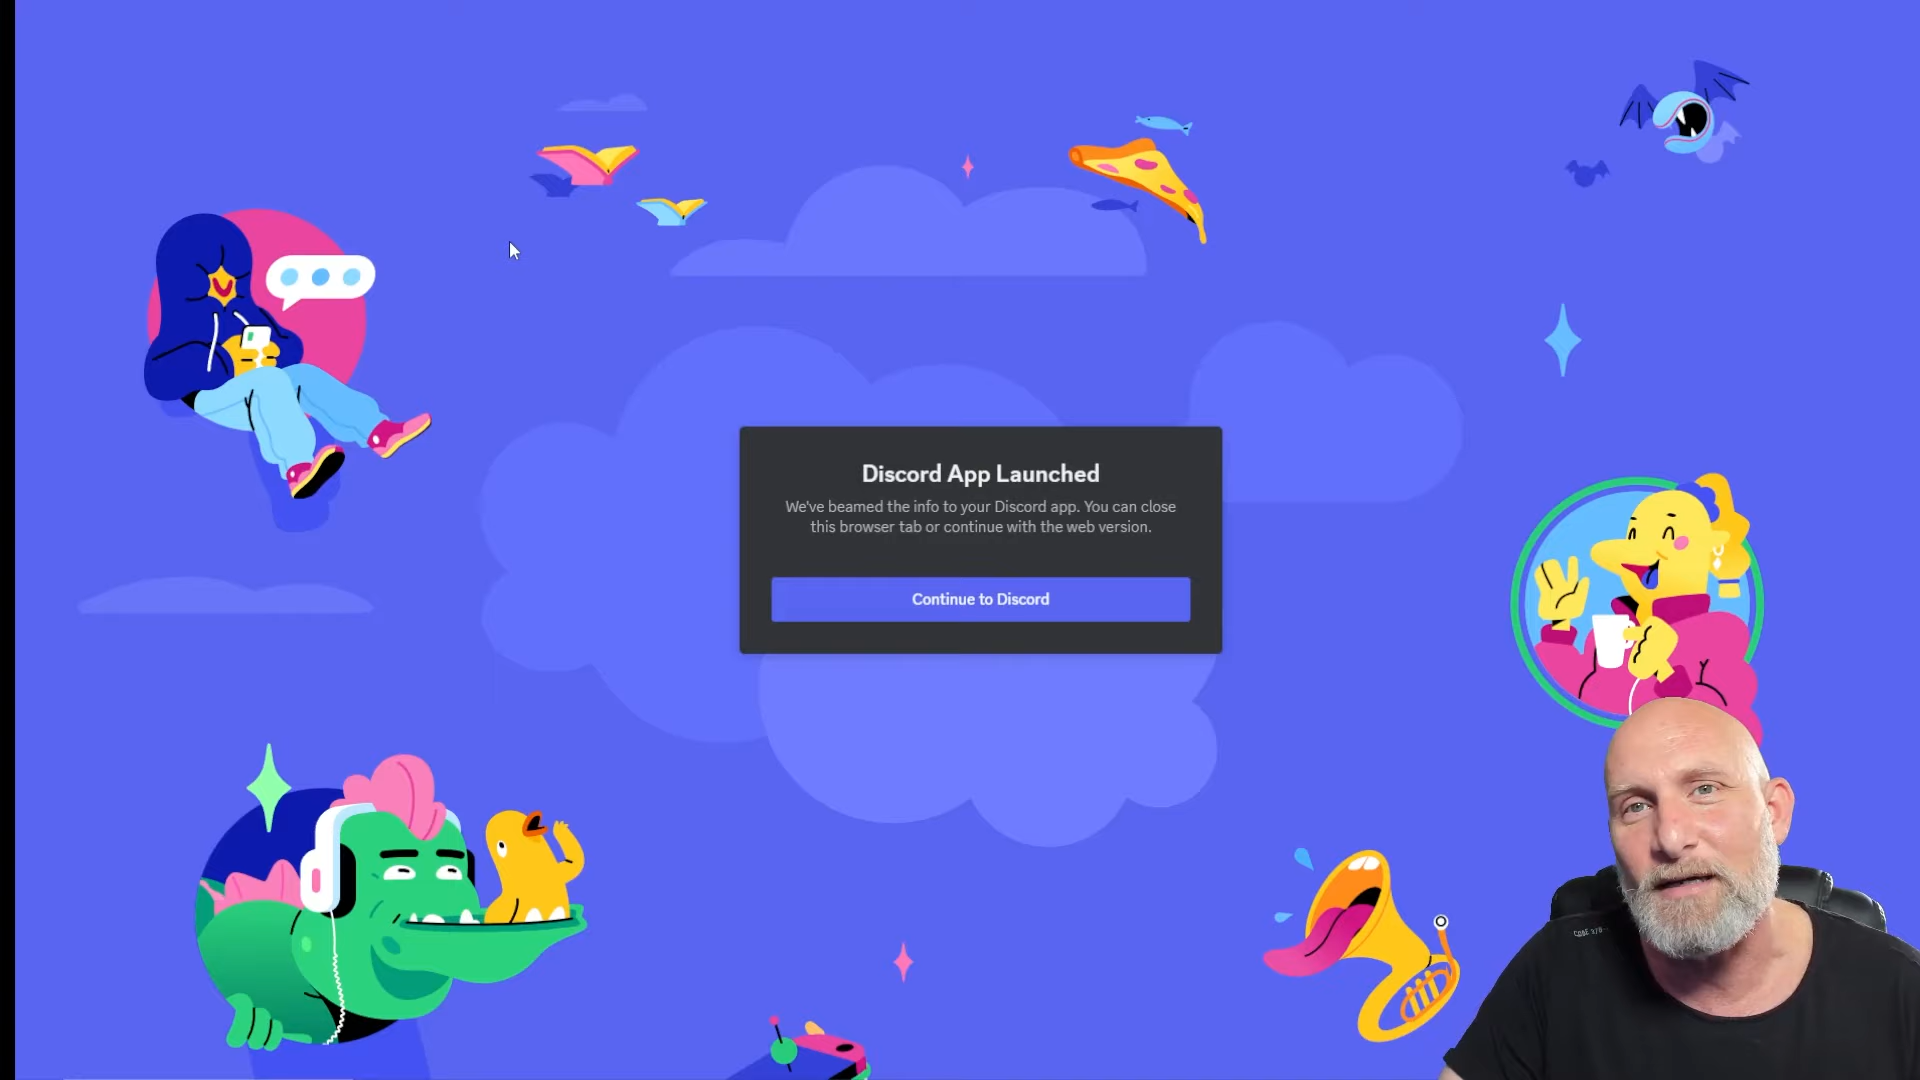 Discord App Launched
We've beamed the info to your Discord app. You can close
this browser tab or continue with the web version.
Continue to Discord